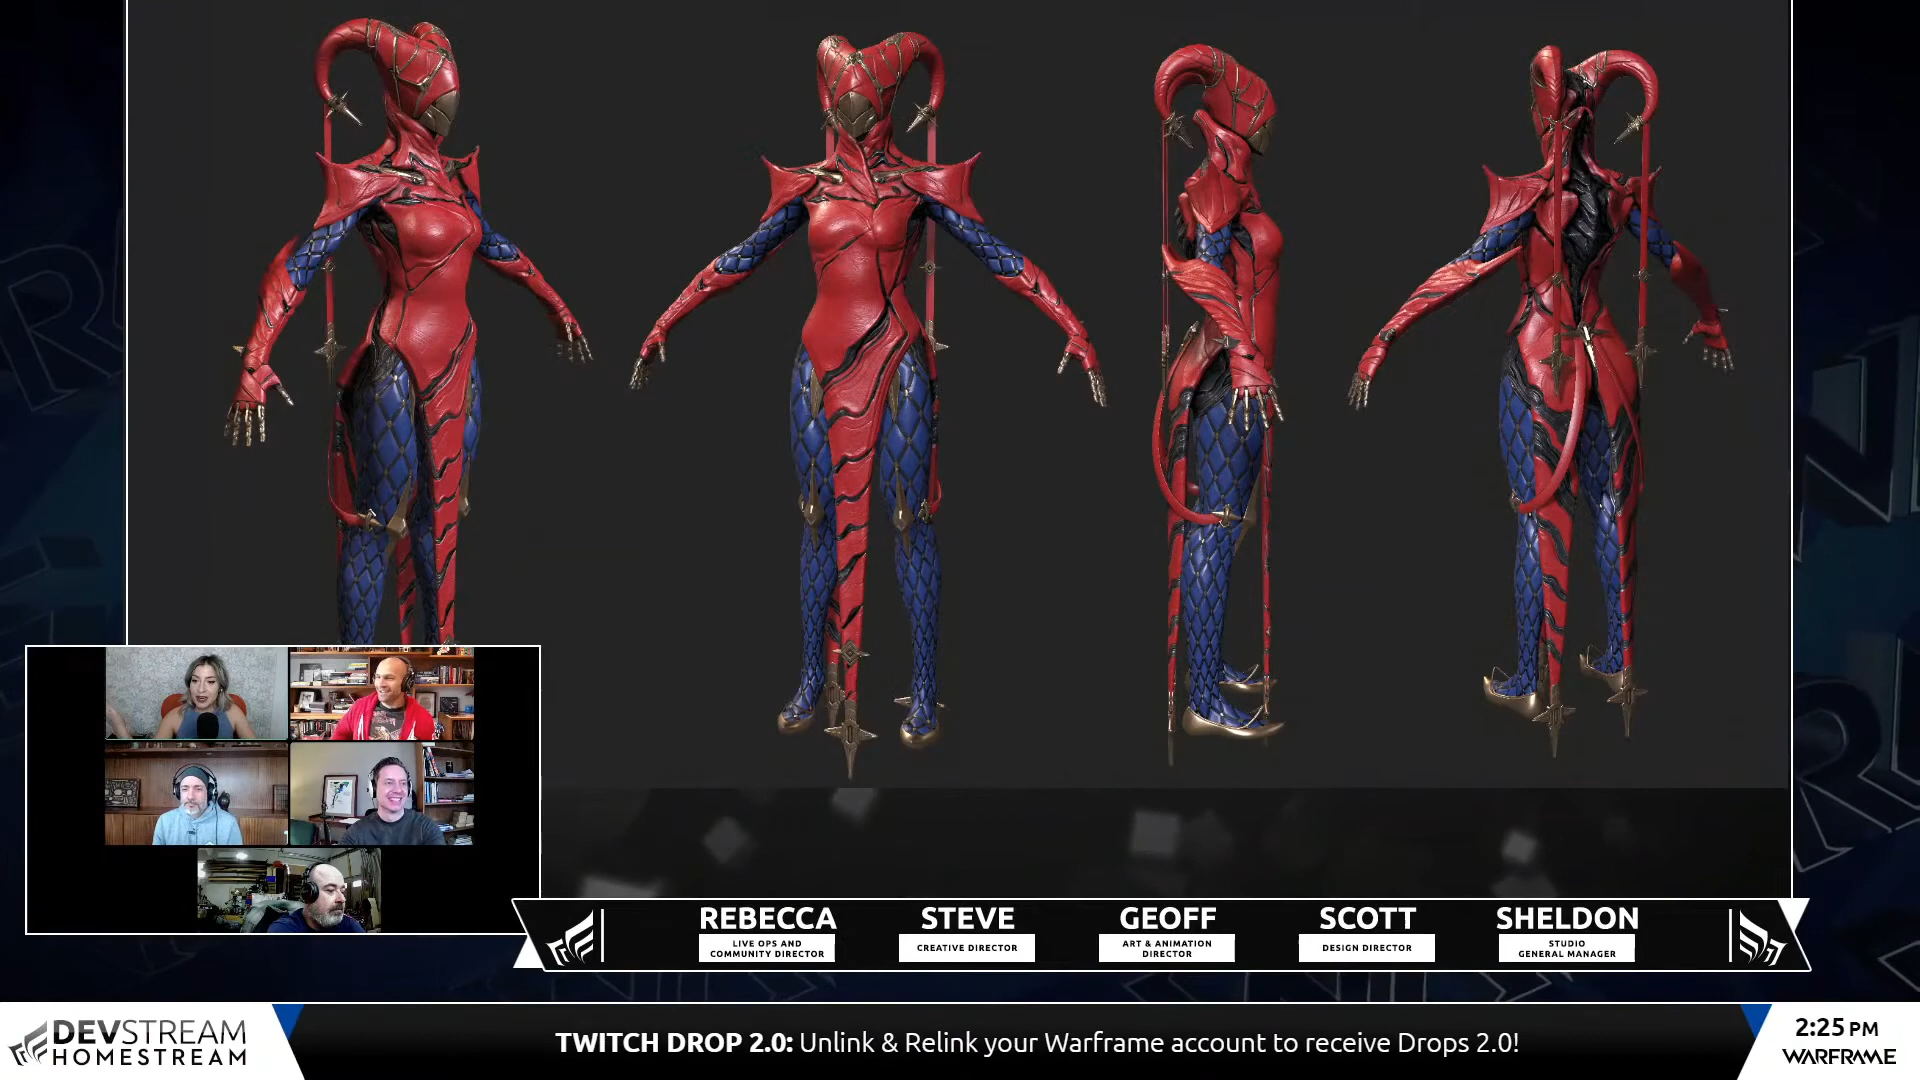 REBECCA
LIVE OPS AND
COMMUNITY DIRECTOR
STEVE
CREATIVE DIRECTOR
GEOFF
ART & ANIMATION
DIRECTOR
SCOTT
DESIGN DIRECTOR
SHELDON
STUDIO
GENERAL MANAGER
DEVSTREAM
HOMESTREAM
TWITCH DROP 2.0: Unlink & Relink your Warframe account to receive Drops 2.0!
2:25 PM
WARFRAME